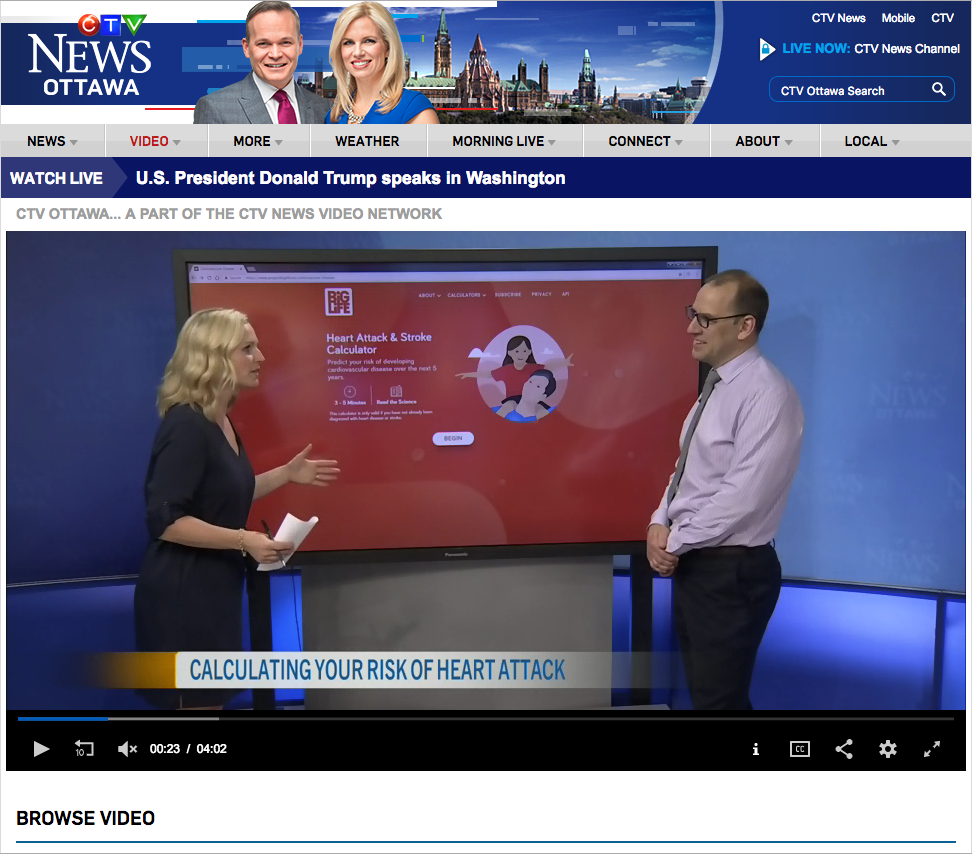 CTV
NEWS
OTTAWA
CTV News Mobile CTV
LIVE NOW: CTV News Channel
CTV Ottawa Search
NEWS VIDEO MORE WEATHER MORNING LIVE CONNECT ABOUT LOCAL
WATCH LIVE U.S. President Donald Trump speaks in Washington
CTV OTTAWA... A PART OF THE CTV NEWS VIDEO NETWORK
BIG
LIFE
ABOUT CALCULATORS SUBSCRIBE PRIVACY API
Heart Attack & Stroke
Calculator
Predict your risk of developing
cardiovascular disease over the next 5
years.
3 - 5 Minutes Read the Science
This calculator is only valid if you have not already been
diagnosed with heart disease or stroke.
BEGIN
Panasonic
CALCULATING YOUR RISK OF HEART ATTACK
10 00:23 / 04:02 i CC
BROWSE VIDEO